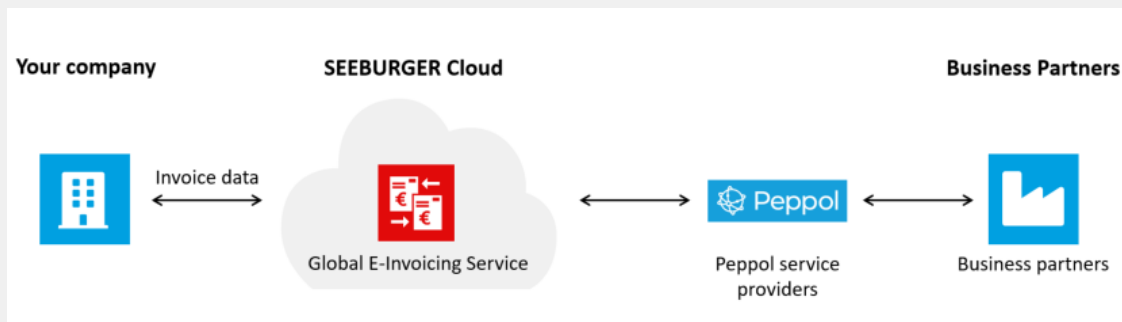 Your company
SEEBURGER Cloud
Business Partners
Invoice data
€
€
Peppol
Global E-Invoicing Service
Peppol service
providers
Business partners